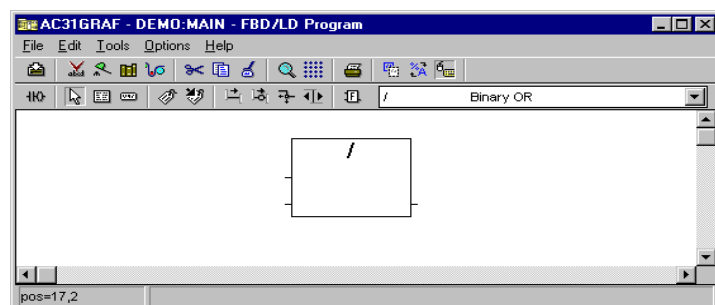 AC31GRAF - DEMO:MAIN - FBD/LD Program
File Edit Tools Options Help
/ Binary OR
/
pos=17,2